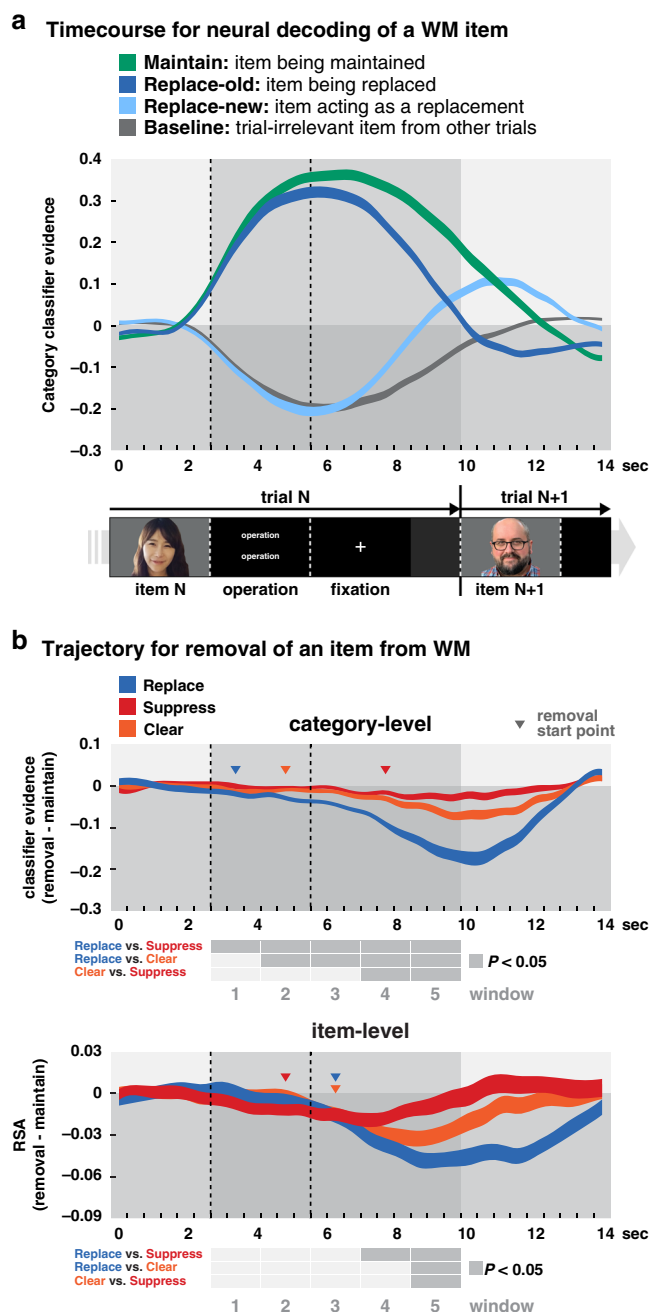 a Timecourse for neural decoding of a WM item
Maintain: item being maintained
Replace-old: item being replaced
Replace-new: item acting as a replacement
Baseline: trial-irrelevant item from other trials
Category classifier evidence
0.4
0.3
0.1
0
–0.1
–0.2
–0.3
0 2 4 6 8 10 12 14 sec
trial N trial N+1
operation
operation
+
item N operation fixation item N+1
b Trajectory for removal of an item from WM
Replace
Suppress
Clear
category-level
removal
start point
classifier evidence
(removal - maintain)
0.1
0
–0.1
–0.2
–0.3
0 2 4 6 8 10 12 14 sec
Replace vs. Suppress
Replace vs. Clear
Clear vs. Suppress
P < 0.05
1 2 3 4 5 window
item-level
RSA
(removal - maintain)
0.03
0
–0.03
–0.06
–0.09
0 2 4 6 8 10 12 14 sec
Replace vs. Suppress
Replace vs. Clear
Clear vs. Suppress
P < 0.05
1 2 3 4 5 window